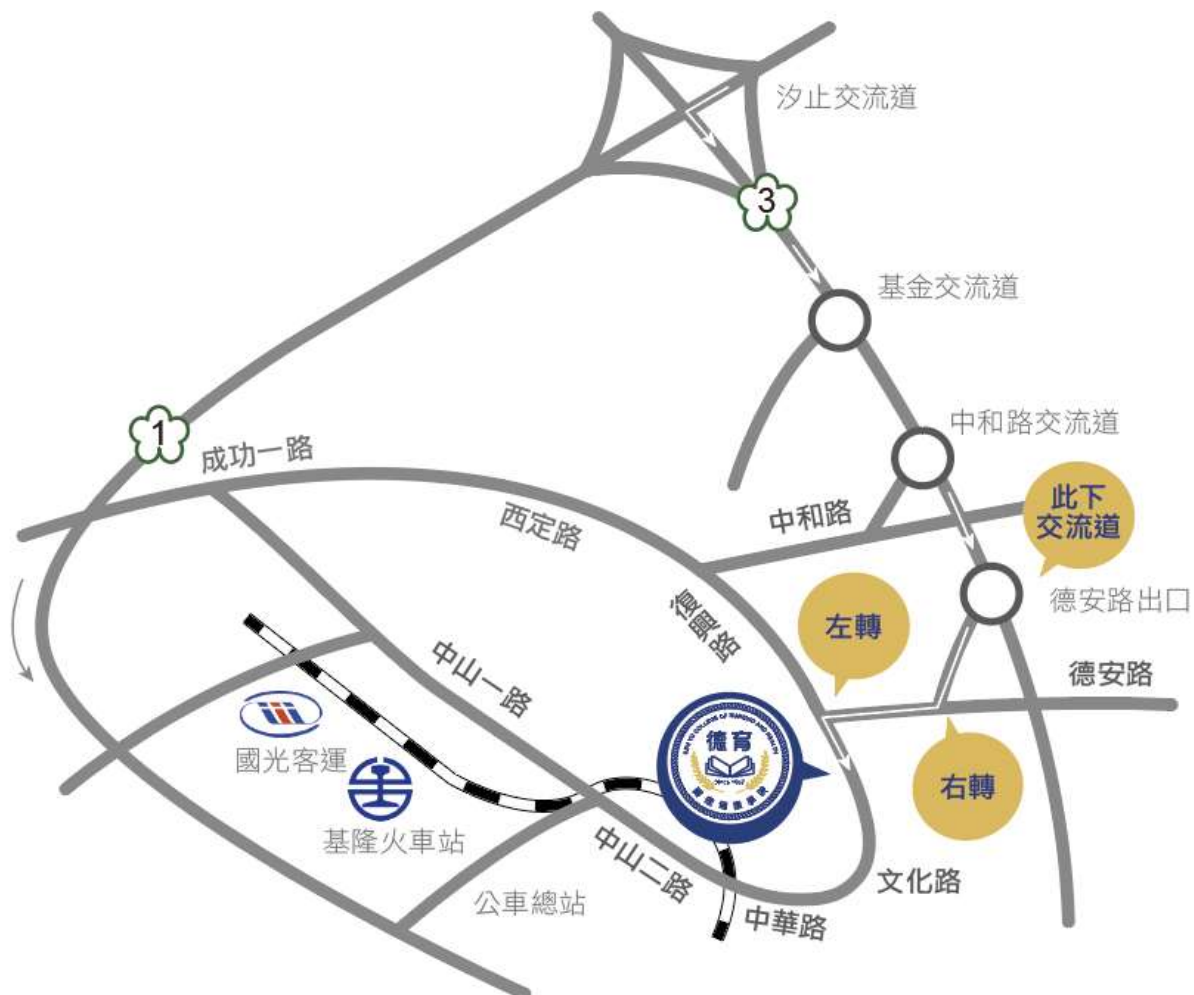 汐止交流道
3
基金交流道
1
成功一路
中和路交流道
西定路
中和路
此下
交流道
復興路
左轉
德安路出口
德安路
中山一路
國光客運
德育
右轉
基隆火車站
中山二路
文化路
公車總站
中華路